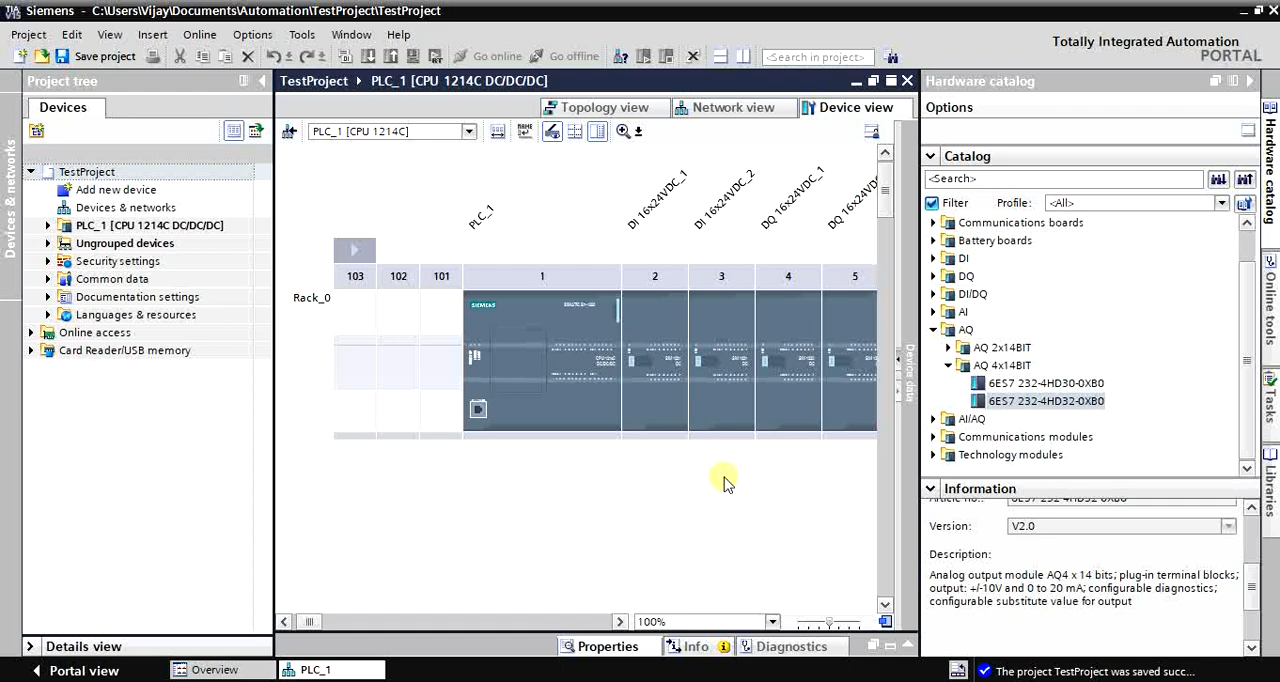 Siemens - C:\Users\Vijay\Documents\Automation\TestProject\TestProject
Project Edit View Insert Online Options Tools Window Help
Totally Integrated Automation
PORTAL
Save project
Go online
Go offline
<Search in project>
Project tree
TestProject
PLC_1 [CPU 1214C DC/DC/DC]
Hardware catalog
Devices
Topology view
Network view
Device view
Options
PLC_1 [CPU 1214C]
TestProject
Add new device
Devices & networks
PLC_1 [CPU 1214C DC/DC/DC]
Ungrouped devices
Security settings
Common data
Documentation settings
Languages & resources
Online access
Card Reader/USB memory
Devices & networks
PLC_1
DI 16x24VDC_1
DI 16x24VDC_2
DQ 16x24VDC_1
103 102 101 1 2 3 4 5
Rack_0
SIEMENS
Device data
100%
Properties
Info
Diagnostics
Catalog
<Search>
Filter
Profile: <All>
Communications boards
Battery boards
DI
DQ
DI/DQ
AI
AQ
AQ 2x14BIT
AQ 4x14BIT
6ES7 232-4HD30-0XB0
6ES7 232-4HD32-0XB0
AI/AQ
Communications modules
Technology modules
Information
Article no.: 6ES7 232-4HD32-0XB0
Version: V2.0
Description:
Analog output module AQ4 x 14 bits; plug-in terminal blocks;
output: +/-10V and 0 to 20 mA; configurable diagnostics;
configurable substitute value for output
Hardware catalog
Online tools
Tasks
Libraries
Details view
Portal view
Overview
PLC_1
The project TestProject was saved succ...